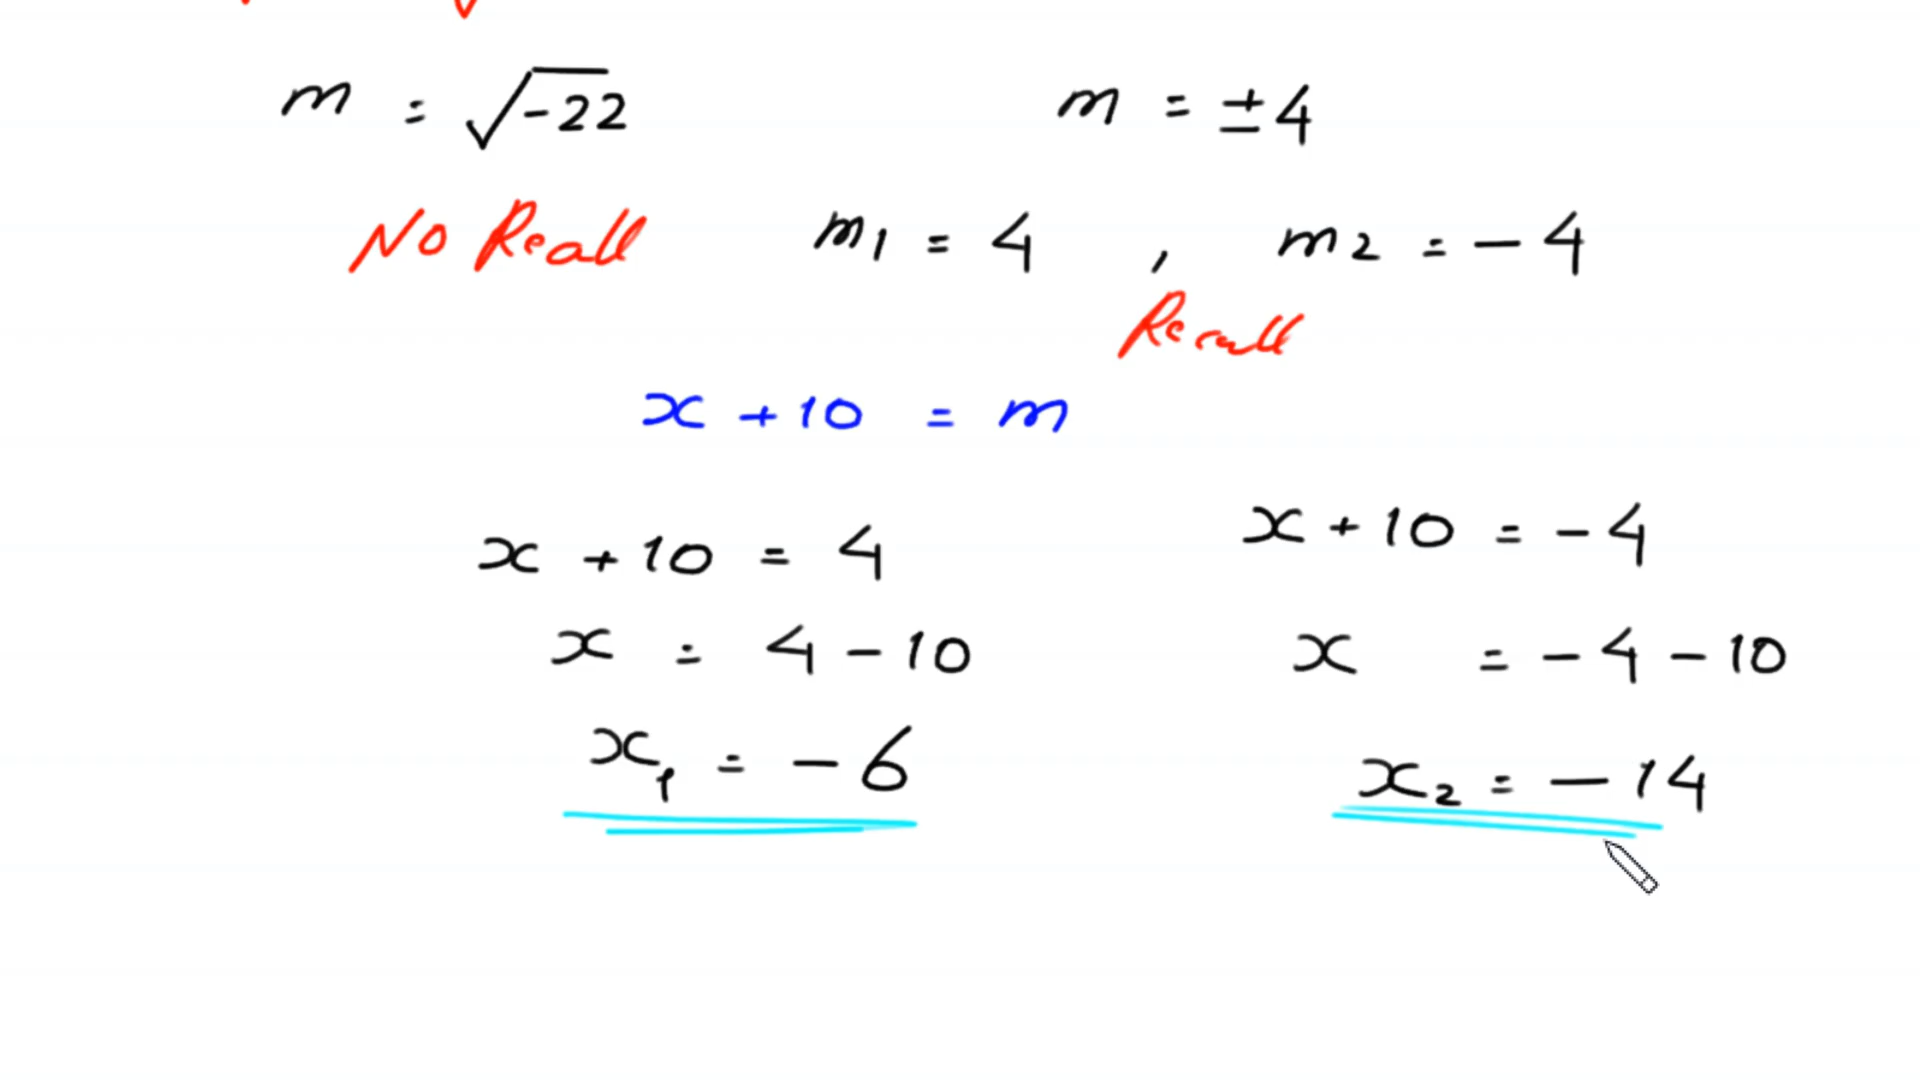 m = √-22
m = ±4
No Reall
m1 = 4 , m2 = -4
Recall
x + 10 = m
x + 10 = 4
x + 10 = -4
x = 4 - 10
x = -4 - 10
x1 = -6
x2 = -14